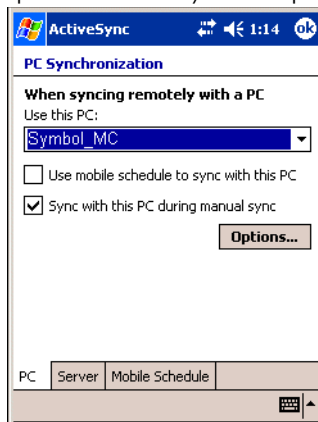 ActiveSync 1:14 ok
PC Synchronization
When syncing remotely with a PC
Use this PC:
Symbol_MC
Use mobile schedule to sync with this PC
Sync with this PC during manual sync
Options...
PC Server Mobile Schedule